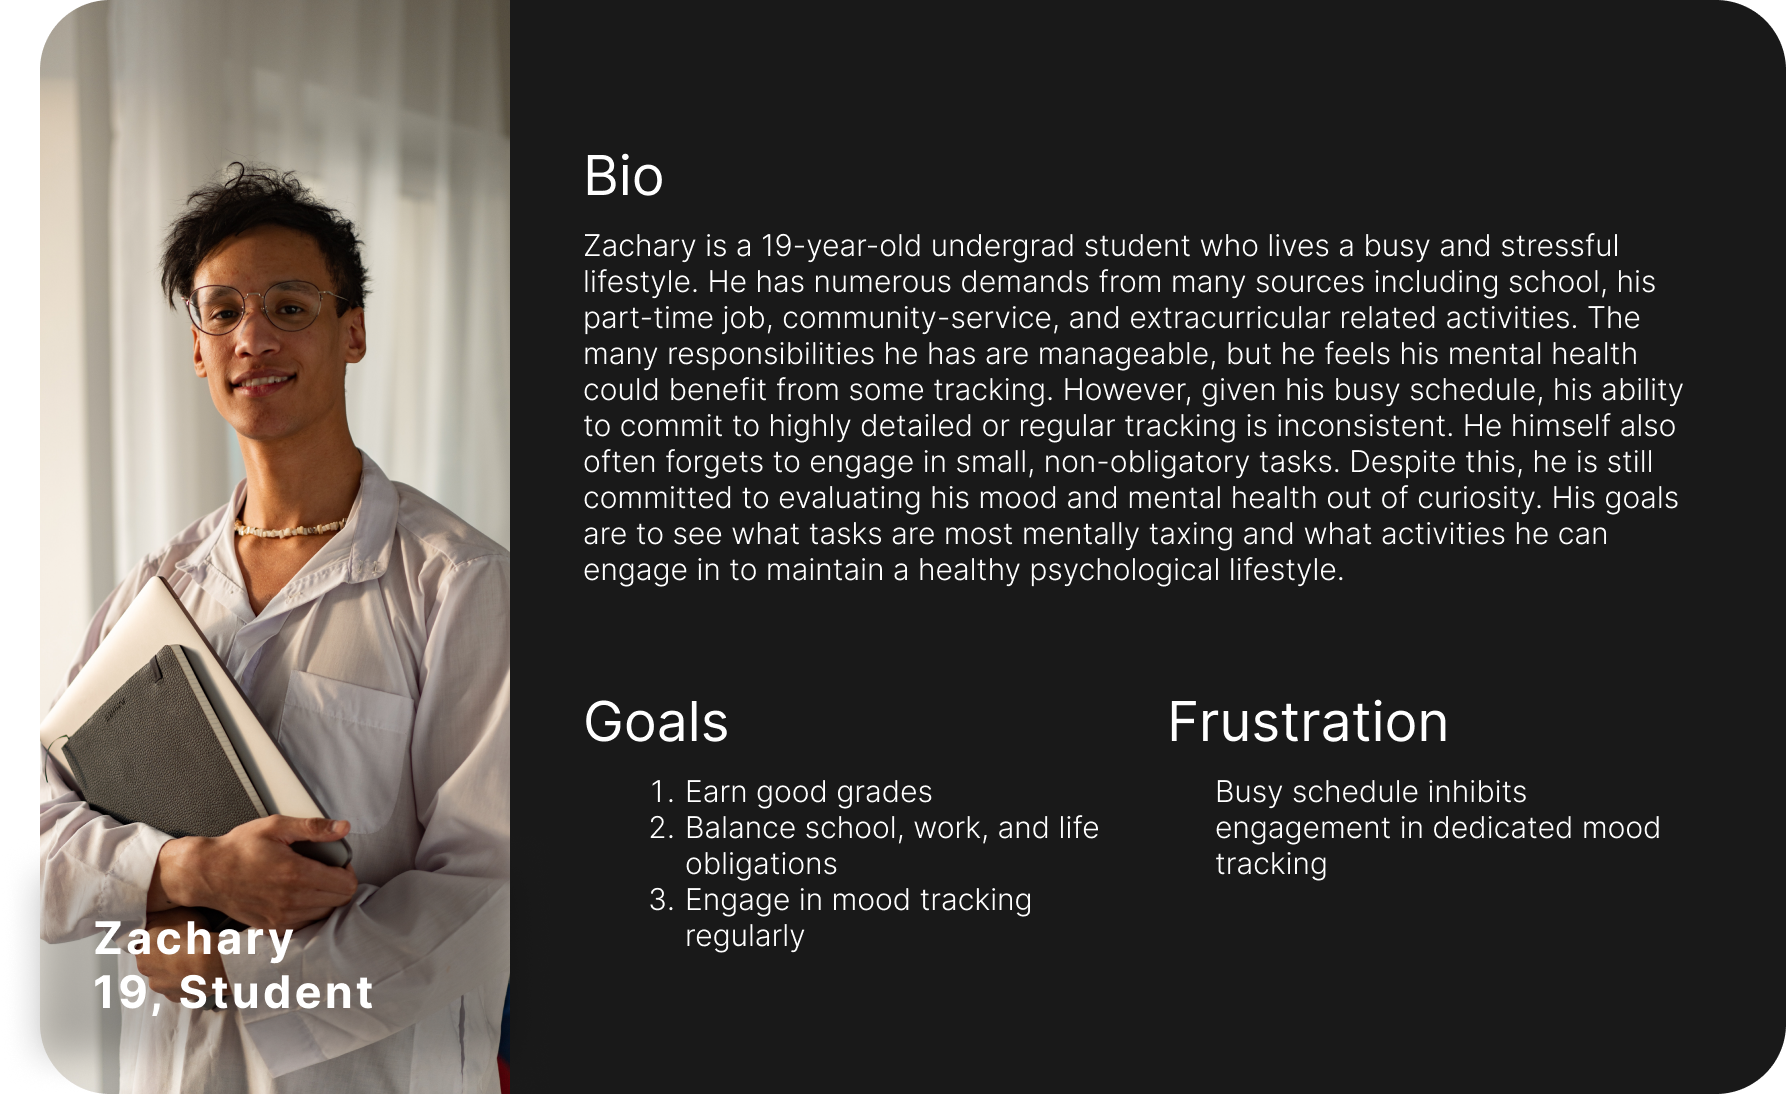 Bio
Zachary is a 19-year-old undergrad student who lives a busy and stressful
lifestyle. He has numerous demands from many sources including school, his
part-time job, community-service, and extracurricular related activities. The
many responsibilities he has are manageable, but he feels his mental health
could benefit from some tracking. However, given his busy schedule, his ability
to commit to highly detailed or regular tracking is inconsistent. He himself also
often forgets to engage in small, non-obligatory tasks. Despite this, he is still
committed to evaluating his mood and mental health out of curiosity. His goals
are to see what tasks are most mentally taxing and what activities he can
engage in to maintain a healthy psychological lifestyle.
Goals
1. Earn good grades
2. Balance school, work, and life
obligations
3. Engage in mood tracking
regularly
Frustration
Busy schedule inhibits
engagement in dedicated mood
tracking
Zachary
19, Student